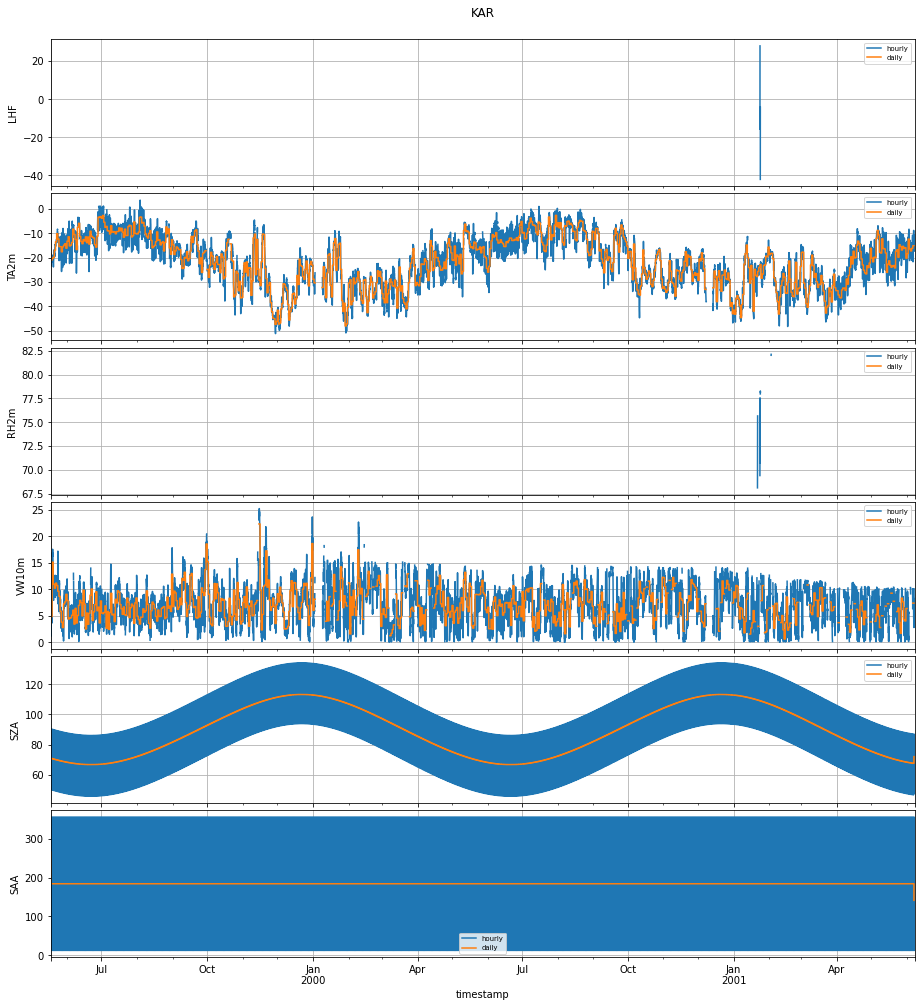 KAR
LHF
20
0
−20
−40
hourly
daily
TA2m
0
−10
−20
−30
−40
−50
hourly
daily
RH2m
82.5
80.0
77.5
75.0
72.5
70.0
67.5
hourly
daily
VW10m
25
20
15
10
5
0
hourly
daily
SZA
120
100
80
60
hourly
daily
SAA
300
200
100
0
hourly
daily
Jul Oct Jan Apr Jul Oct Jan Apr
2000 2001
timestamp